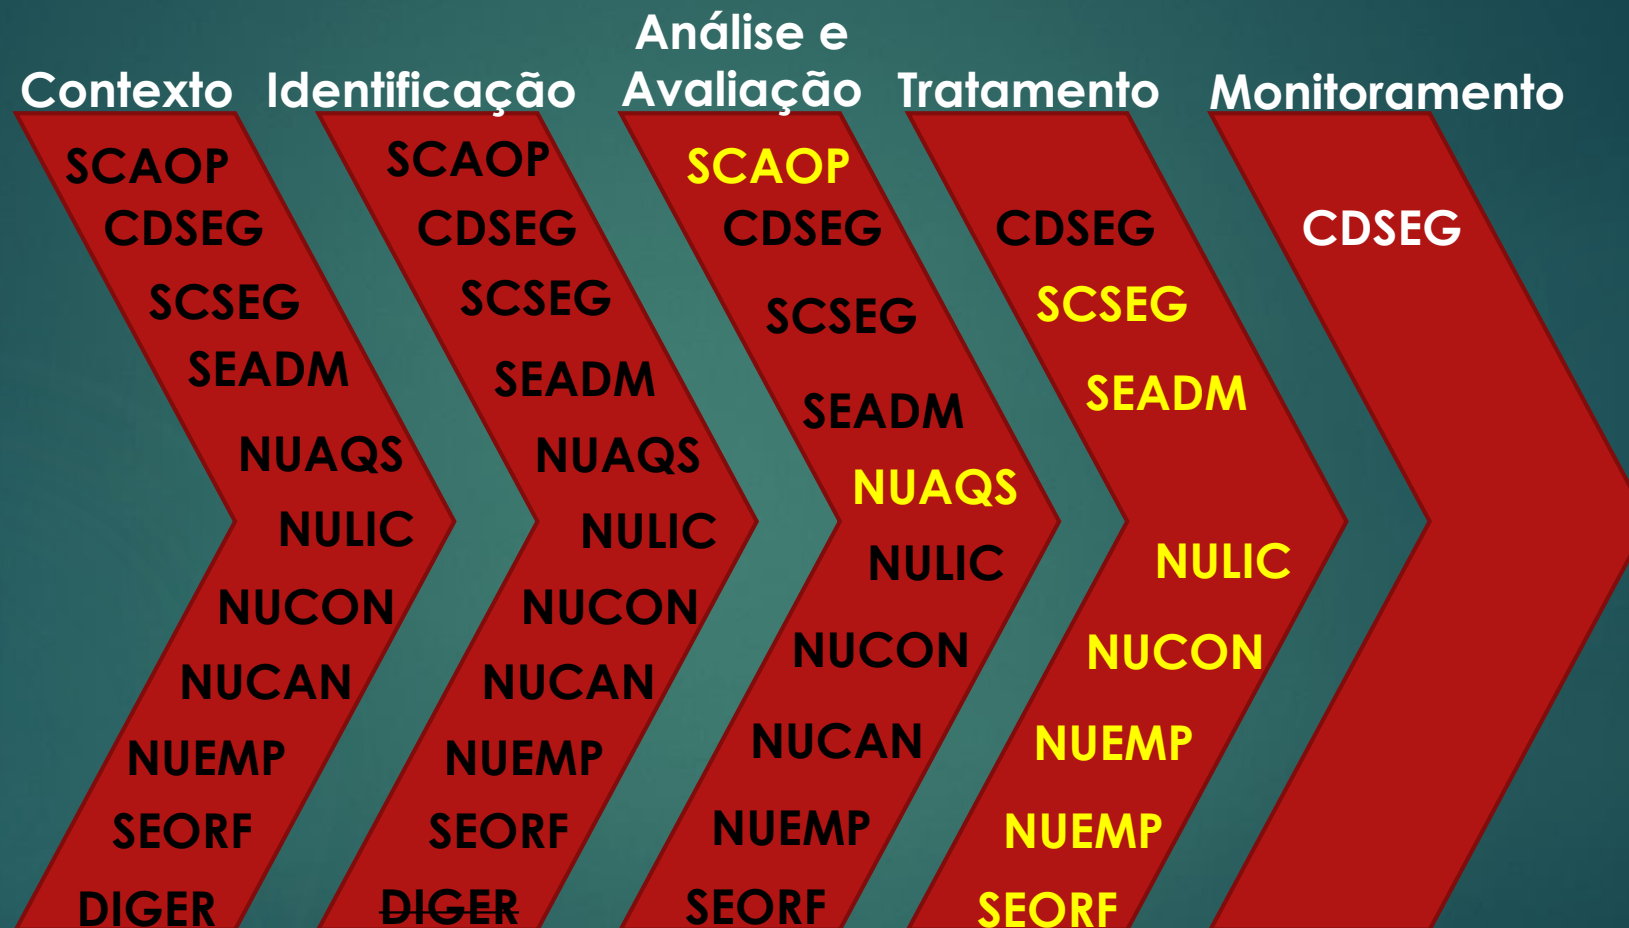 Contexto
SCAOP
CDSEG
SCSEG
SEADM
NUAQS
NULIC
NUCON
NUCAN
NUEMP
SEORF
DIGER
Identificação
SCAOP
CDSEG
SCSEG
SEADM
NUAQS
NULIC
NUCON
NUCAN
NUEMP
SEORF
DIGER
Análise e
Avaliação
SCAOP
CDSEG
SCSEG
SEADM
NUAQS
NULIC
NUCON
NUCAN
NUEMP
SEORF
Tratamento
CDSEG
SCSEG
SEADM
NULIC
NUCON
NUEMP
NUEMP
SEORF
Monitoramento
CDSEG